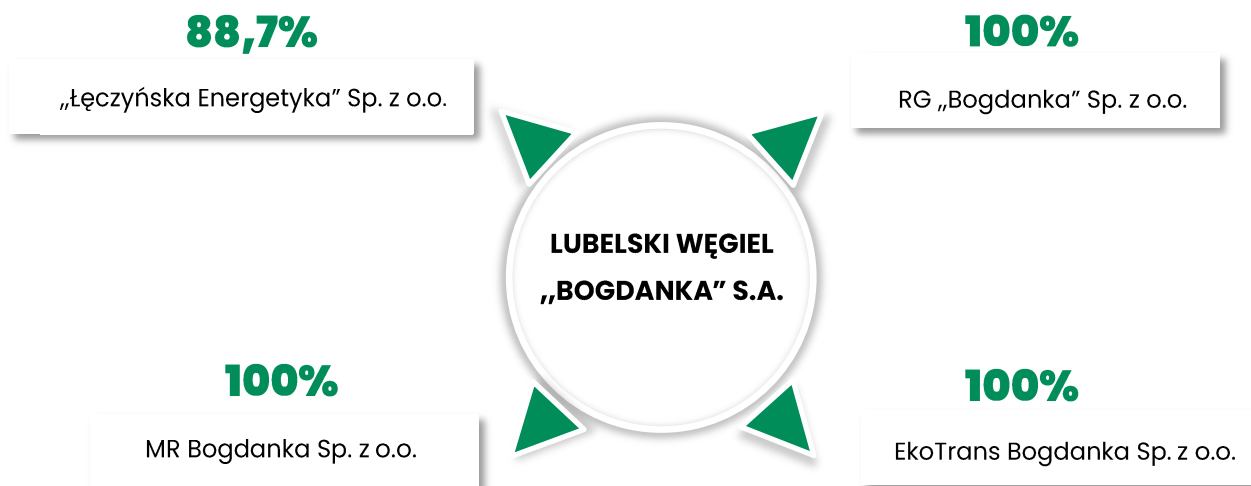 88,7%
„Łęczyńska Energetyka” Sp. z o.o.
100%
RG „Bogdanka” Sp. z o.o.
LUBELSKI WĘGIEL
,,BOGDANKA” S.A.
100%
MR Bogdanka Sp. z o.o.
100%
EkoTrans Bogdanka Sp. z o.o.